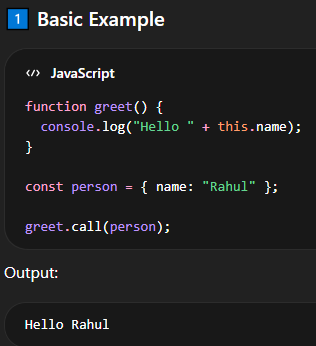 1 Basic Example
</> JavaScript
function greet() {
  console.log("Hello " + this.name);
}
const person = { name: "Rahul" };
greet.call(person);
Output:
Hello Rahul